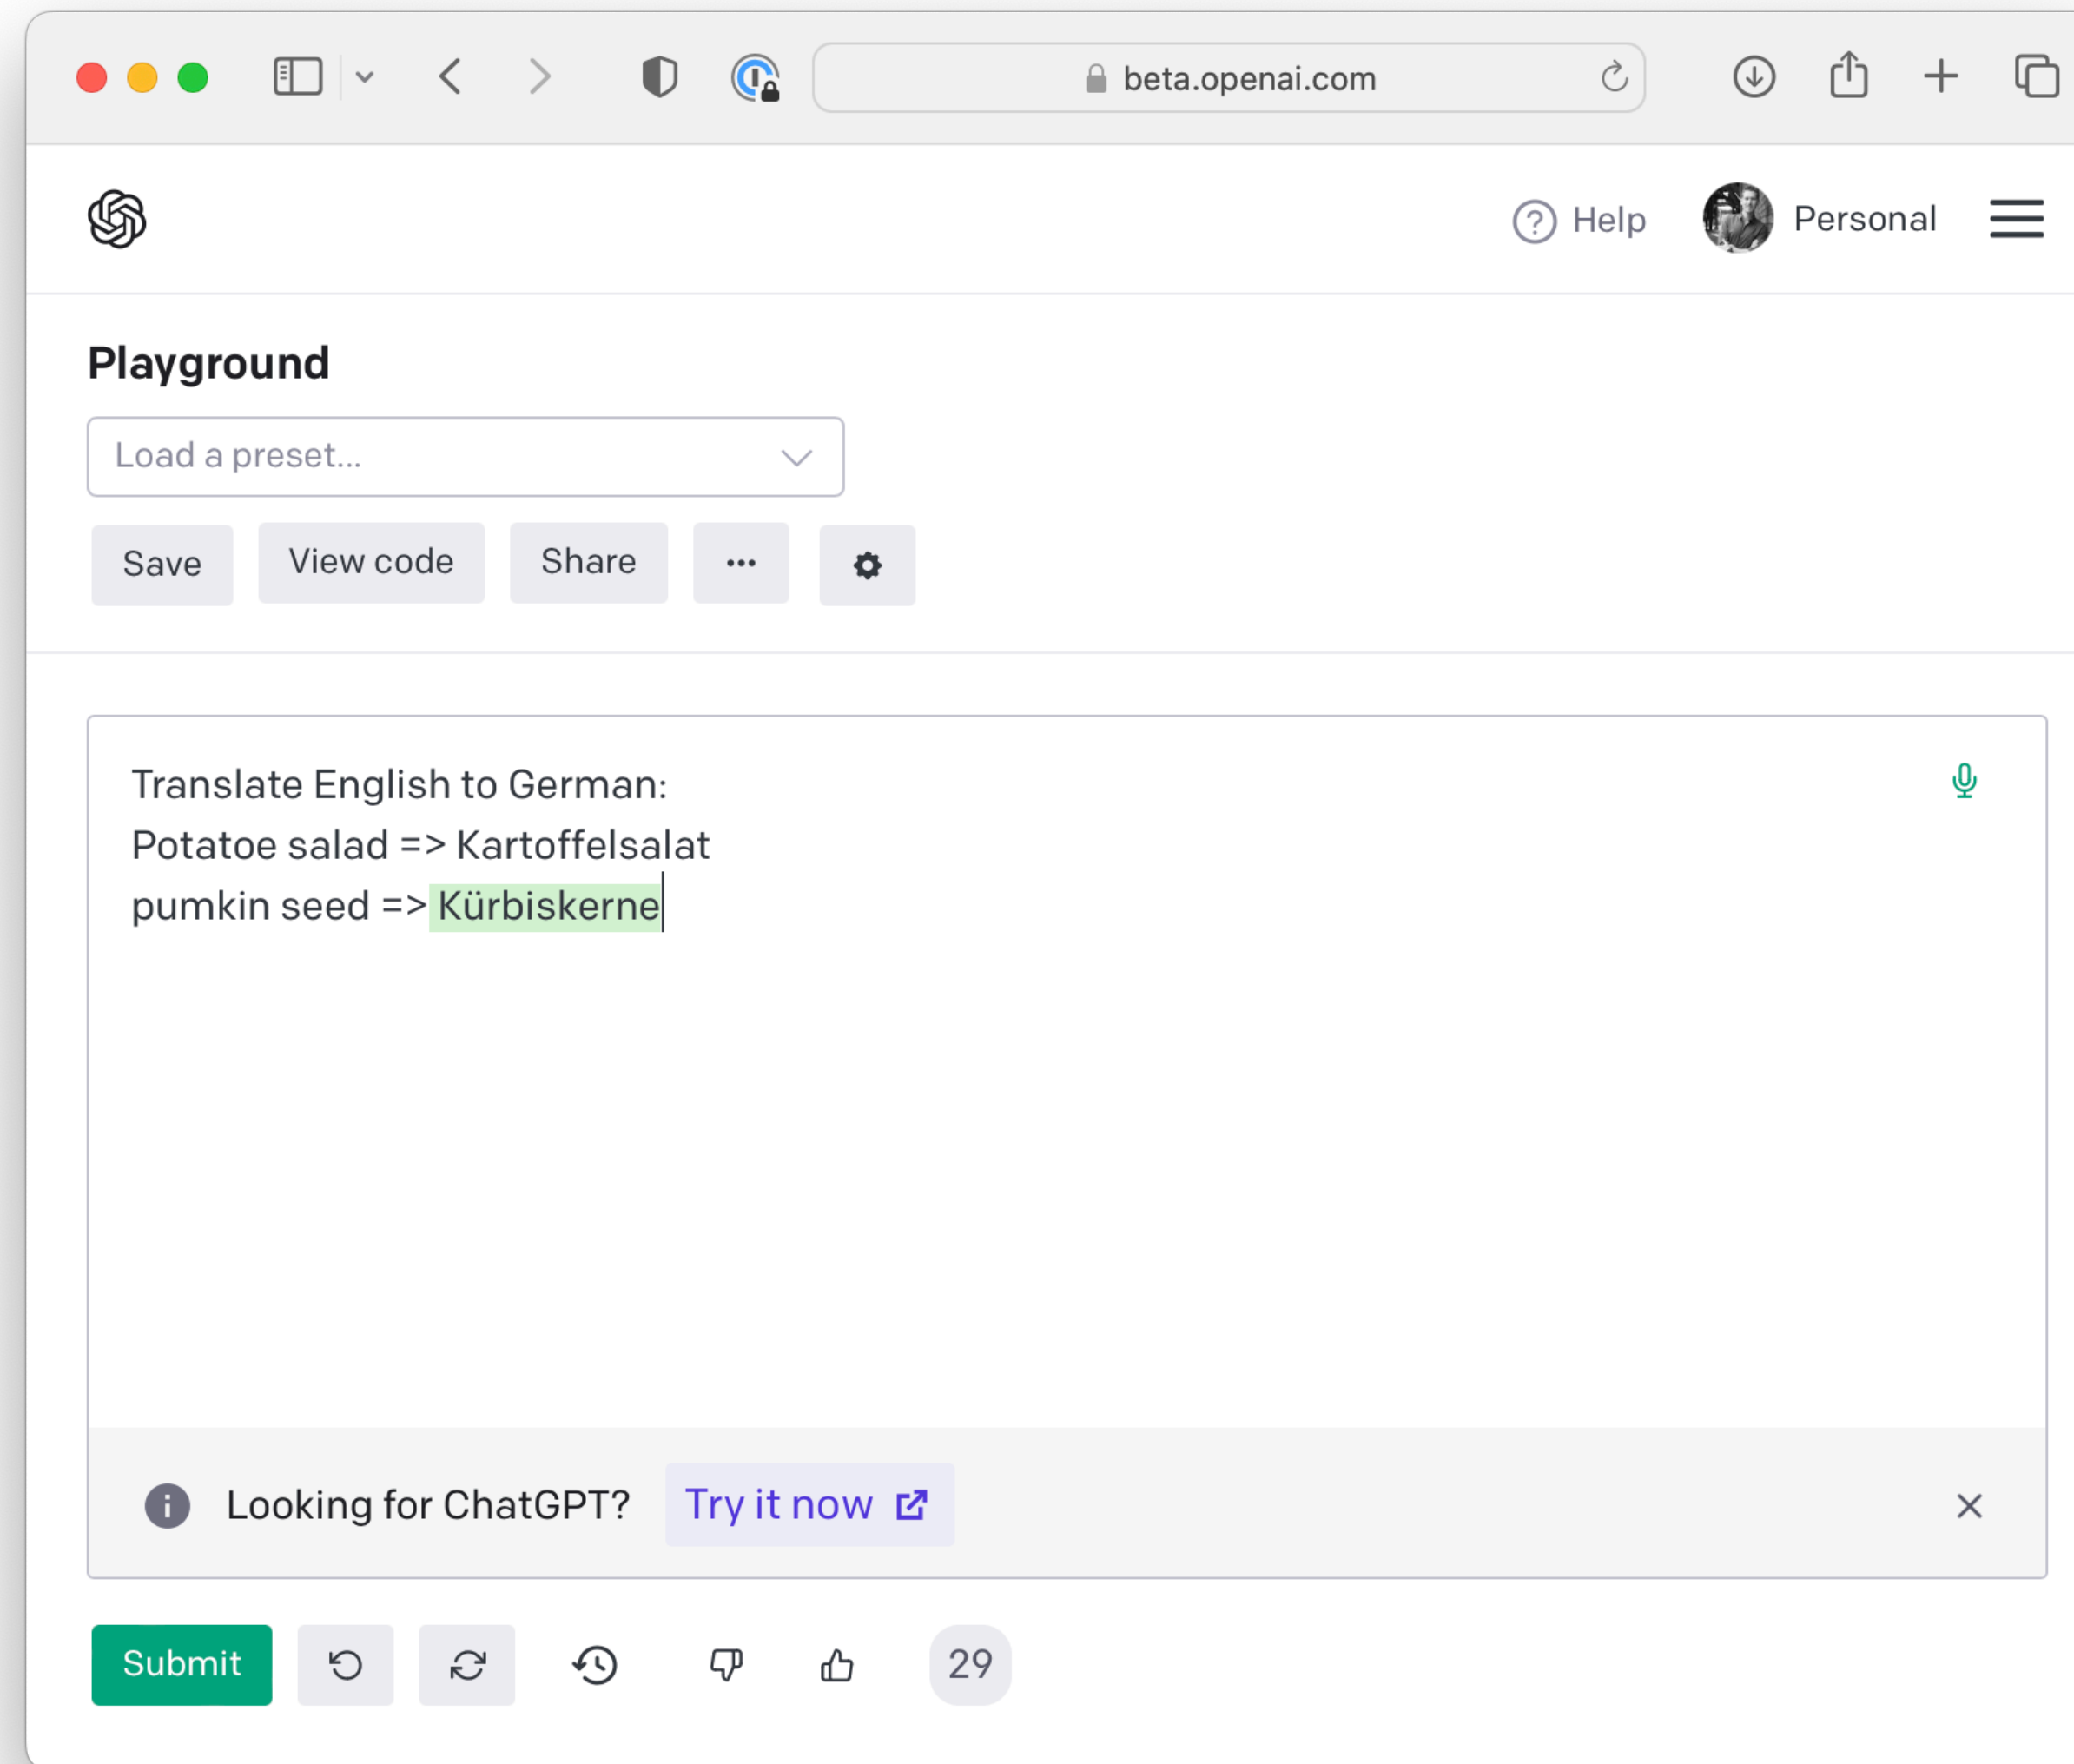 beta.openai.com
Help
Personal
Playground
Load a preset...
Save
View code
Share
...
Translate English to German:
Potatoe salad => Kartoffelsalat
pumkin seed => Kürbiskerne
Looking for ChatGPT?
Try it now
Submit
29